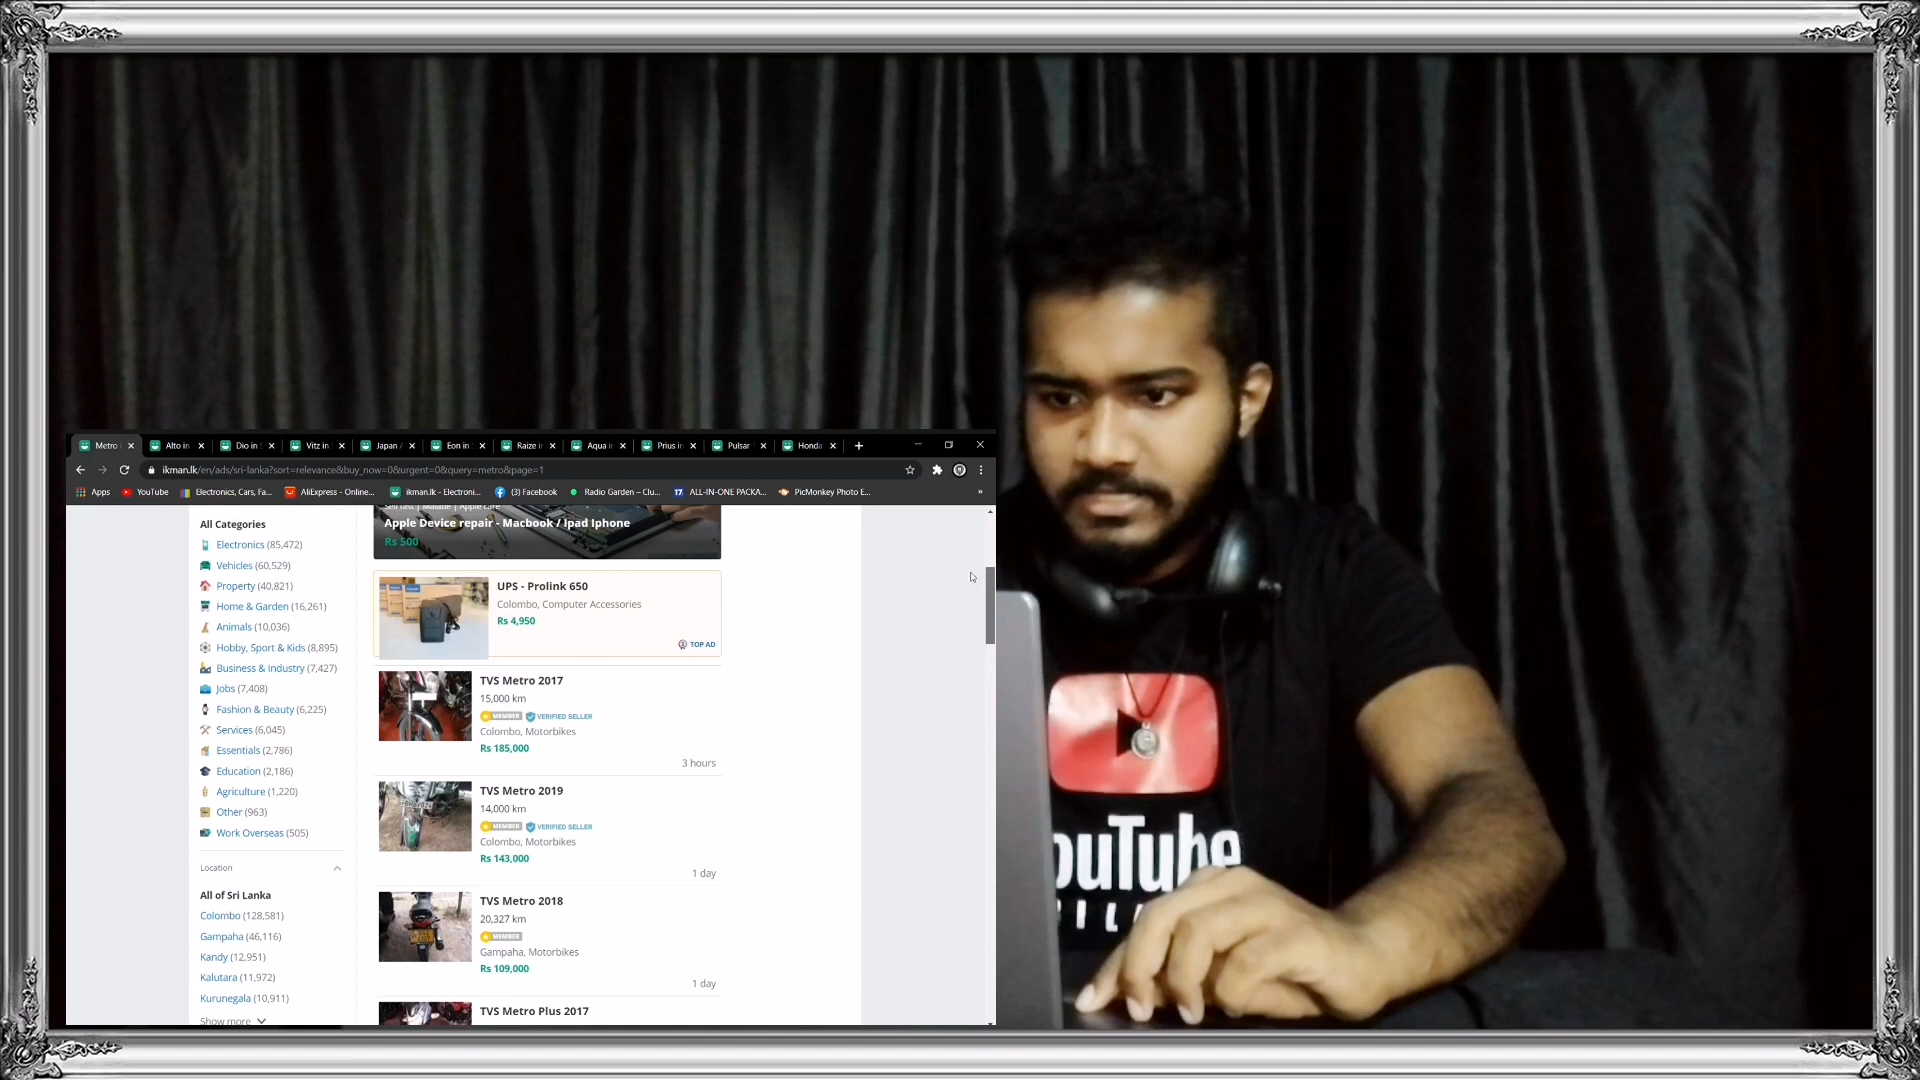 Metro
Alto in
Dio in
Vitz in
Japan
Eon in
Raize in
Aqua in
Prius in
Pulsar
Honda
ikman.lk/en/ads/sri-lanka?sort=relevance&buy_now=0&urgent=0&query=metro&page=1
Apps YouTube Electronics, Cars, Fa... AliExpress - Online... ikman.lk - Electroni... (3) Facebook Radio Garden – Clu... 17 ALL-IN-ONE PACKA... PicMonkey Photo E... »
All Categories
Electronics (85,472)
Vehicles (60,529)
Property (40,821)
Home & Garden (16,261)
Animals (10,036)
Hobby, Sport & Kids (8,895)
Business & Industry (7,427)
Jobs (7,408)
Fashion & Beauty (6,225)
Services (6,045)
Essentials (2,786)
Education (2,186)
Agriculture (1,220)
Other (963)
Work Overseas (505)
Location
All of Sri Lanka
Colombo (128,581)
Gampaha (46,116)
Kandy (12,951)
Kalutara (11,972)
Kurunegala (10,911)
Show more
Sell fast | Malabe | Apple care
Apple Device repair - Macbook / Ipad Iphone
Rs 500
UPS - Prolink 650
Colombo, Computer Accessories
Rs 4,950
TOP AD
TVS Metro 2017
15,000 km
MEMBER VERIFIED SELLER
Colombo, Motorbikes
Rs 185,000
3 hours
TVS Metro 2019
14,000 km
MEMBER VERIFIED SELLER
Colombo, Motorbikes
Rs 143,000
1 day
TVS Metro 2018
20,327 km
MEMBER
Gampaha, Motorbikes
Rs 109,000
1 day
TVS Metro Plus 2017
ouTube